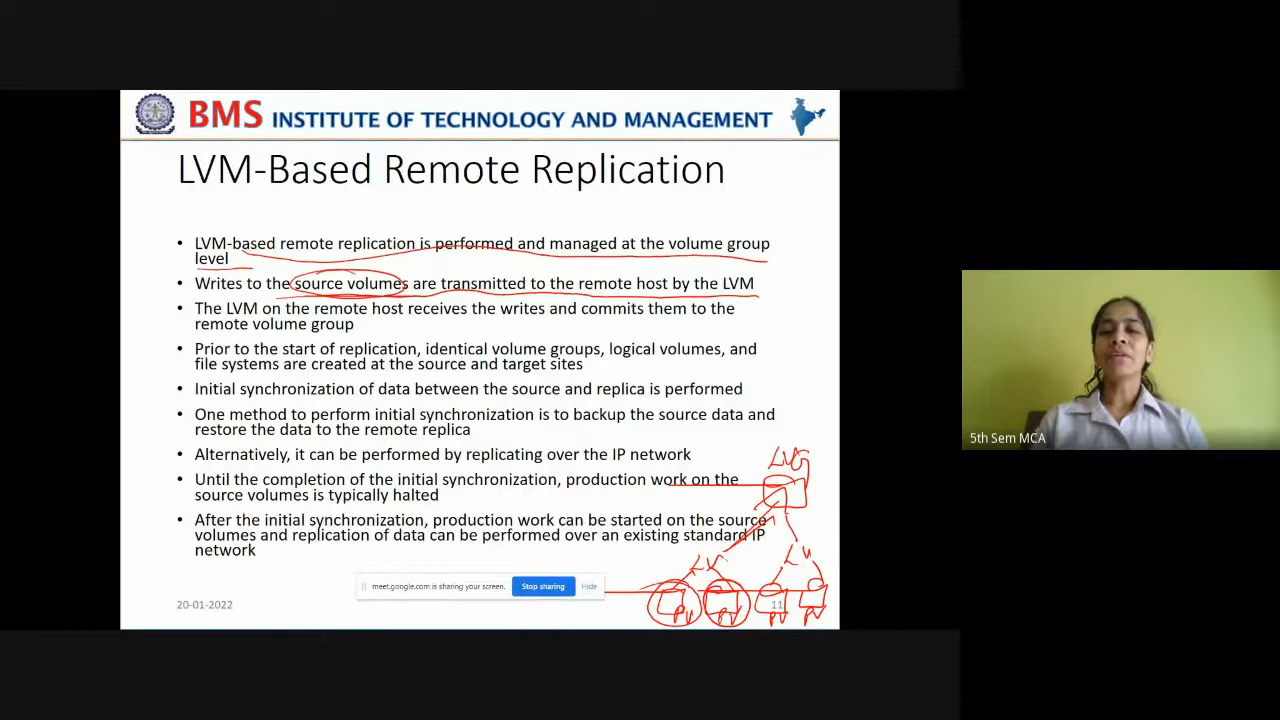 BMS INSTITUTE OF TECHNOLOGY AND MANAGEMENT
LVM-Based Remote Replication
• LVM-based remote replication is performed and managed at the volume group
level
• Writes to the source volumes are transmitted to the remote host by the LVM
• The LVM on the remote host receives the writes and commits them to the
remote volume group
• Prior to the start of replication, identical volume groups, logical volumes, and
file systems are created at the source and target sites
• Initial synchronization of data between the source and replica is performed
• One method to perform initial synchronization is to backup the source data and
restore the data to the remote replica
• Alternatively, it can be performed by replicating over the IP network
• Until the completion of the initial synchronization, production work on the
source volumes is typically halted
• After the initial synchronization, production work can be started on the source
volumes and replication of data can be performed over an existing standard IP
network
LVG
LV LV
PV PV PV PV
meet.google.com is sharing your screen. Stop sharing Hide
20-01-2022 11
5th Sem MCA